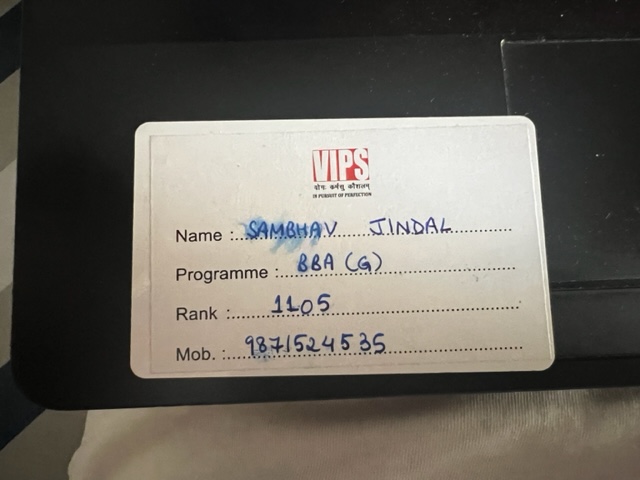 VIPS
योगः कर्मसु कौशलम्
IN PURSUIT OF PERFECTION
Name :....SAMBHAV JINDAL............
Programme :....BBA (G)............
Rank :.......1105............
Mob. :...9871524535............